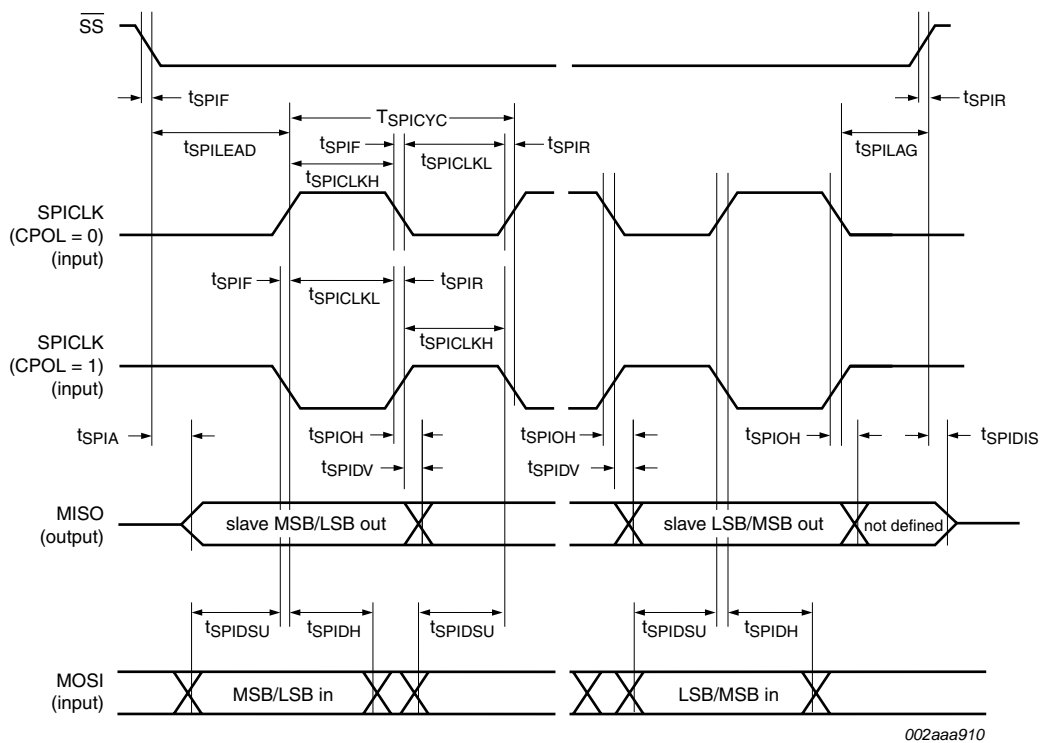 SS
tSPIF
tSPIR
TSPICYC
tSPILEAD
tSPIF
tSPICLKL
tSPIR
tSPILAG
tSPICLKH
SPICLK
(CPOL = 0)
(input)
tSPIF
tSPICLKL
tSPIR
tSPICLKH
SPICLK
(CPOL = 1)
(input)
tSPIA
tSPIOH
tSPIOH
tSPIOH
tSPIDIS
tSPIDV
tSPIDV
MISO
(output)
slave MSB/LSB out
slave LSB/MSB out
not defined
tSPIDSU
tSPIDH
tSPIDSU
tSPIDSU
tSPIDH
MOSI
(input)
MSB/LSB in
LSB/MSB in
002aaa910